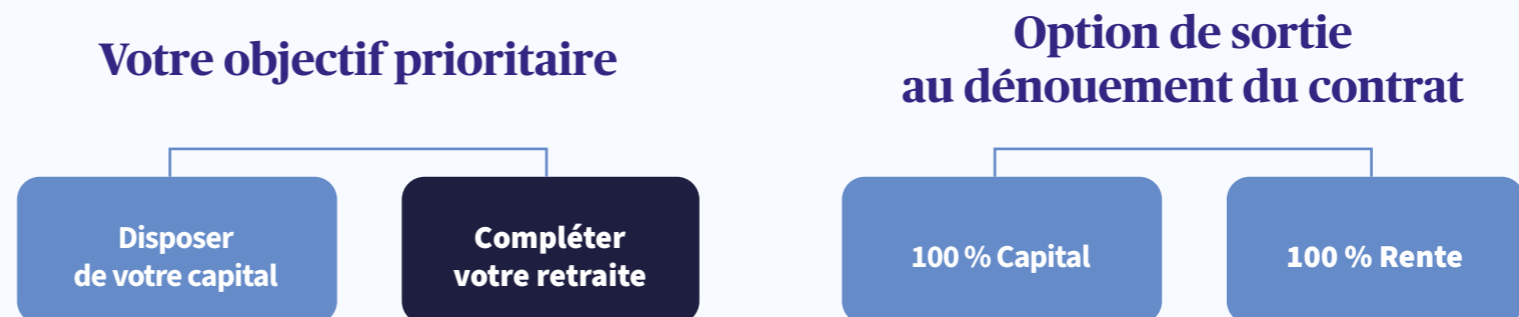 Votre objectif prioritaire
Option de sortie
au dénouement du contrat
Disposer
de votre capital
Compléter
votre retraite
100 % Capital
100 % Rente